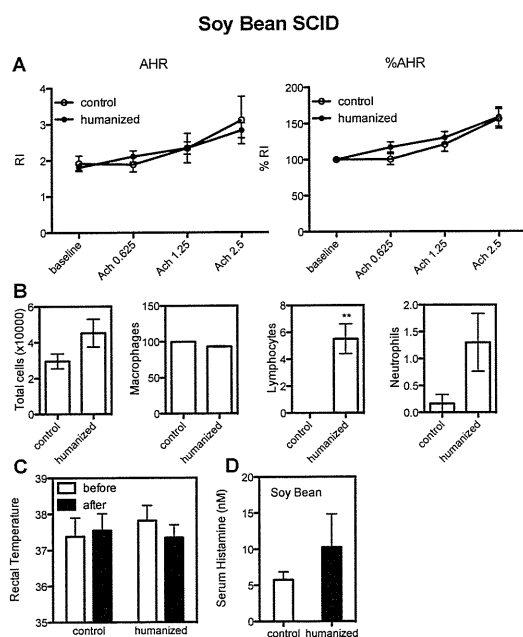 Soy Bean SCID
A
AHR
%AHR
control
humanized
RI
4
3
2
1
0
baseline
Ach 0.625
Ach 1.25
Ach 2.5
control
humanized
% RI
200
150
100
50
0
baseline
Ach 0.625
Ach 1.25
Ach 2.5
B
Total cells (x10000)
6
4
2
0
control
humanized
Macrophages
150
100
50
0
control
humanized
Lymphocytes
8
6
4
2
0
**
control
humanized
Neutrophils
2.0
1.5
1.0
0.5
0.0
control
humanized
C
before
after
Rectal Temperature
39
38
37
36
35
control
humanized
D
Soy Bean
Serum Histamine (nM)
20
15
10
5
0
control
humanized